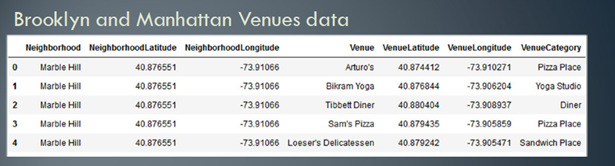 Brooklyn and Manhattan Venues data
Neighborhood NeighborhoodLatitude NeighborhoodLongitude Venue VenueLatitude VenueLongitude VenueCategory
0 Marble Hill 40.876551 -73.91066 Arturo's 40.874412 -73.910271 Pizza Place
1 Marble Hill 40.876551 -73.91066 Bikram Yoga 40.876844 -73.906204 Yoga Studio
2 Marble Hill 40.876551 -73.91066 Tibbett Diner 40.880404 -73.908937 Diner
3 Marble Hill 40.876551 -73.91066 Sam's Pizza 40.879435 -73.905859 Pizza Place
4 Marble Hill 40.876551 -73.91066 Loeser's Delicatessen 40.879242 -73.905471 Sandwich Place